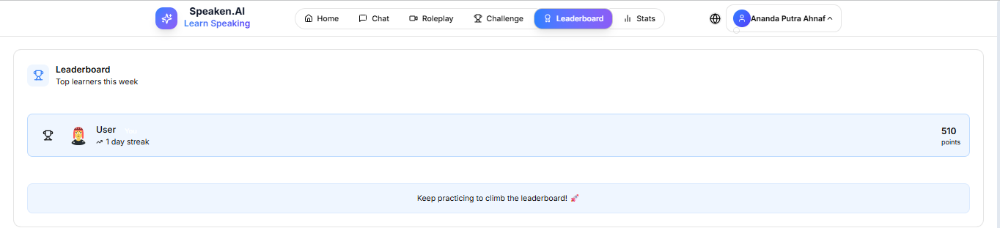 Speaken.AI
Learn Speaking
Home
Chat
Roleplay
Challenge
Leaderboard
Stats
Ananda Putra Ahnaf
Leaderboard
Top learners this week
User You
1 day streak
510
points
Keep practicing to climb the leaderboard! 🚀